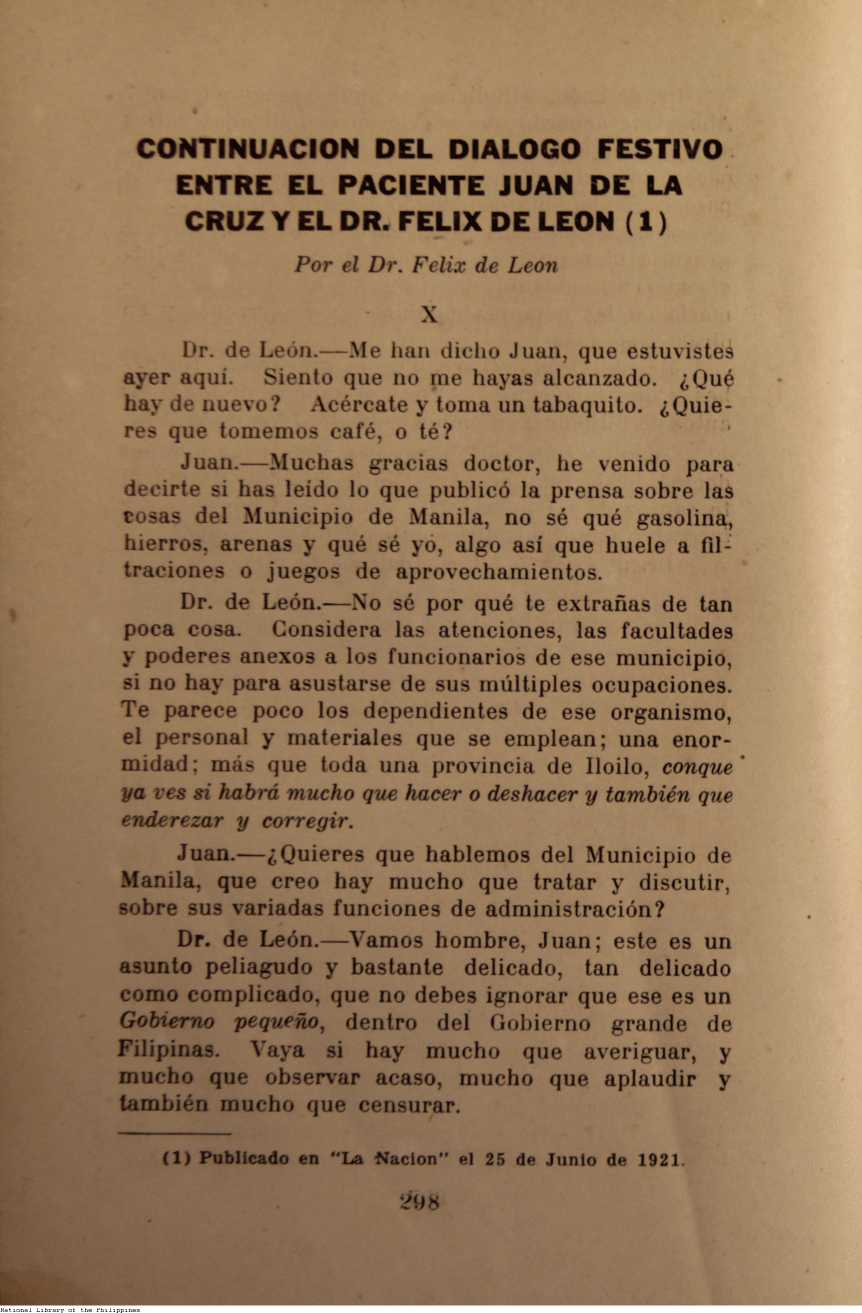 CONTINUACION DEL DIALOGO FESTIVO
ENTRE EL PACIENTE JUAN DE LA
CRUZ Y EL DR. FELIX DE LEON (1)
Por el Dr. Felix de Leon
X
Dr. de León.—Me han dicho Juan, que estuvistes
ayer aquí. Siento que no me hayas alcanzado. ¿Qué
hay de nuevo? Acércate y toma un tabaquito. ¿Quie-
res que tomemos café, o té?
Juan.—Muchas gracias doctor, he venido para
decirte si has leído lo que publicó la prensa sobre las
cosas del Municipio de Manila, no sé qué gasolina,
hierros, arenas y qué sé yo, algo así que huele a fil-
traciones o juegos de aprovechamientos.
Dr. de León.—No sé por qué te extrañas de tan
poca cosa. Considera las atenciones, las facultades
y poderes anexos a los funcionarios de ese municipio,
si no hay para asustarse de sus múltiples ocupaciones.
Te parece poco los dependientes de ese organismo,
el personal y materiales que se emplean; una enor-
midad; más que toda una provincia de Iloilo, conque
ya ves si habrá mucho que hacer o deshacer y también que
enderezar y corregir.
Juan.—¿Quieres que hablemos del Municipio de
Manila, que creo hay mucho que tratar y discutir,
sobre sus variadas funciones de administración?
Dr. de León.—Vamos hombre, Juan; este es un
asunto peliagudo y bastante delicado, tan delicado
como complicado, que no debes ignorar que ese es un
Gobierno pequeño, dentro del Gobierno grande de
Filipinas. Vaya si hay mucho que averiguar, y
mucho que observar acaso, mucho que aplaudir y
también mucho que censurar.
(1) Publicado en "La Nacion" el 25 de Junio de 1921.
298
National Library of the Philippines